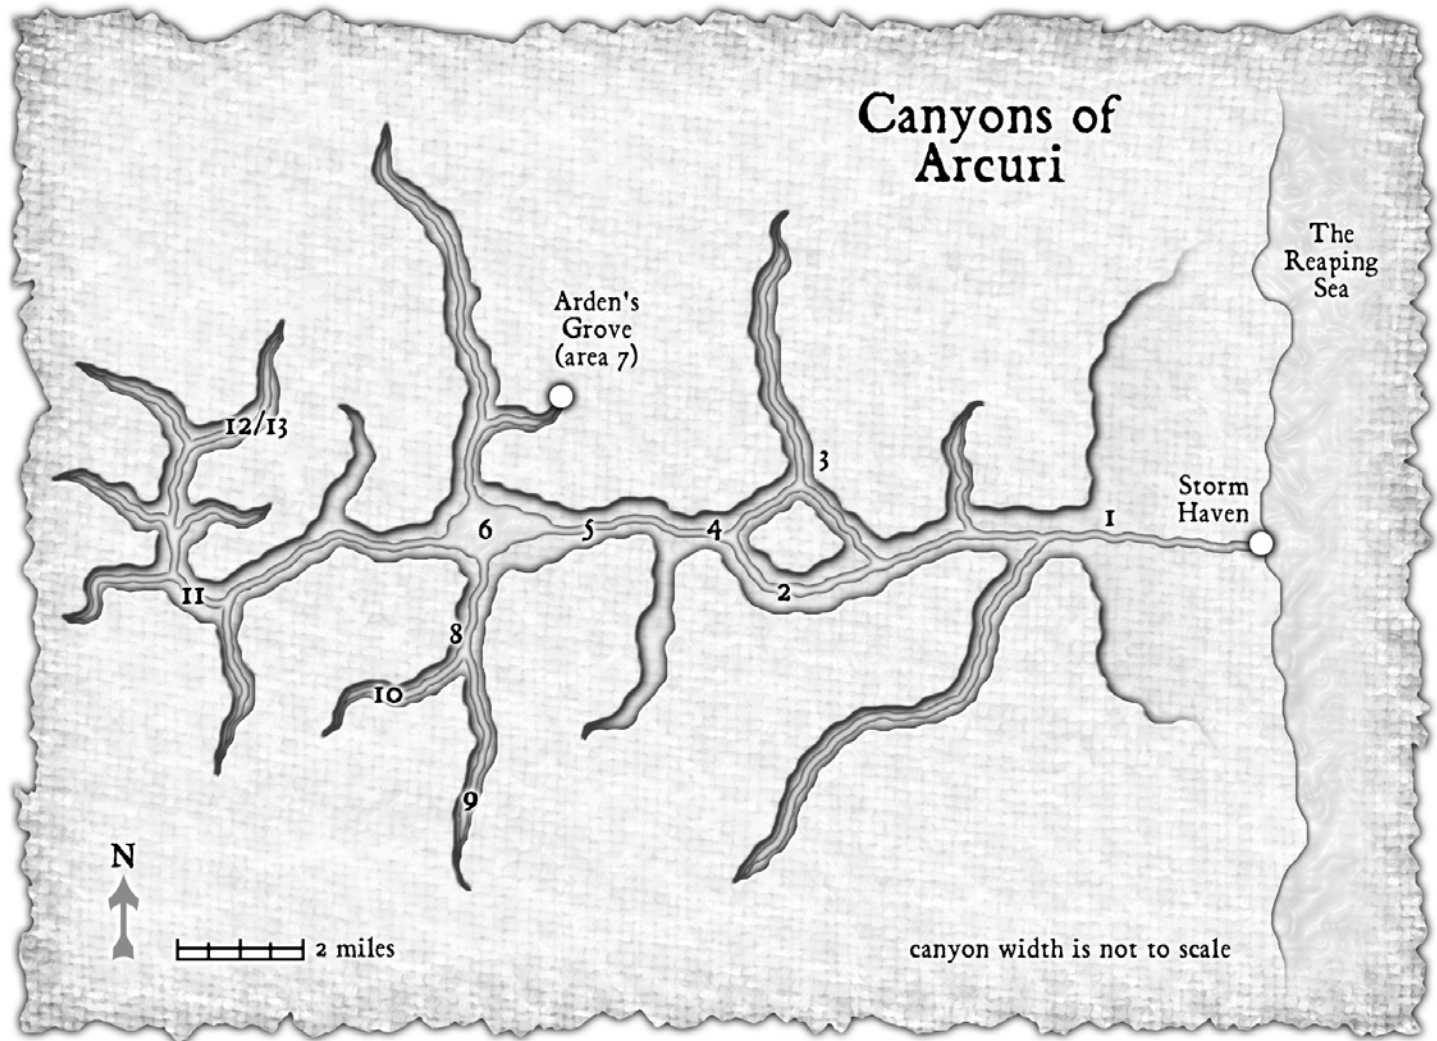 Canyons of
Arcuri
The
Reaping
Sea
Arden's
Grove
(area 7)
12/13
3
Storm
Haven
1
6
5
4
2
11
8
10
9
N
2 miles
canyon width is not to scale